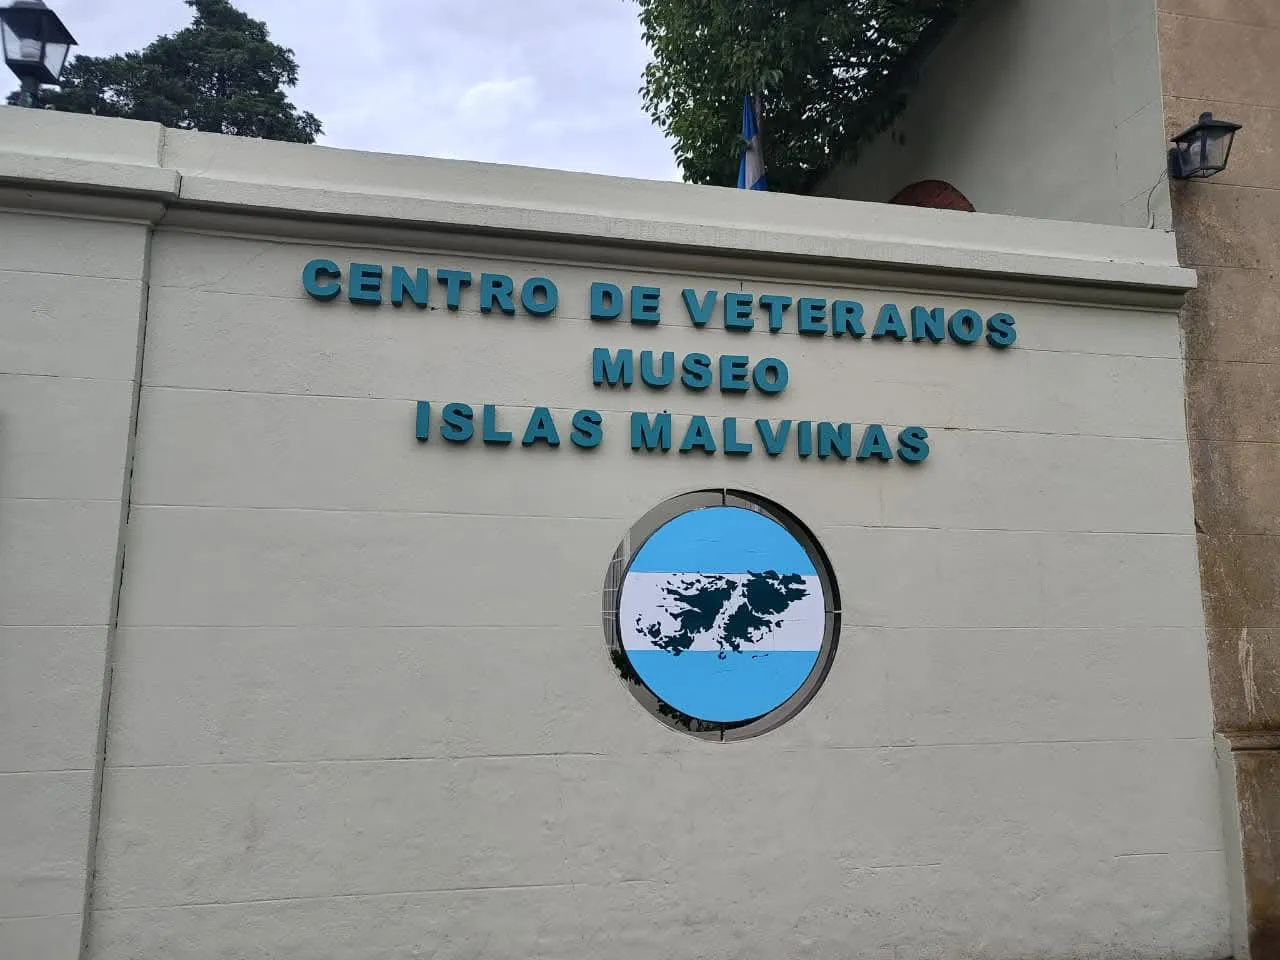 CENTRO DE VETERANOS
MUSEO
ISLAS MALVINAS